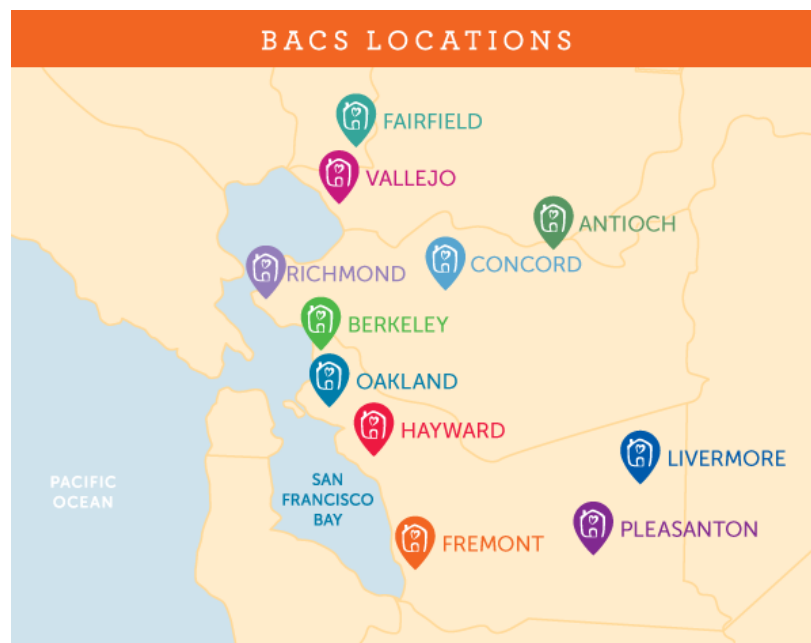 BACS LOCATIONS
FAIRFIELD
VALLEJO
ANTIOCH
CONCORD
RICHMOND
BERKELEY
OAKLAND
HAYWARD
LIVERMORE
PACIFIC
OCEAN
SAN
FRANCISCO
BAY
PLEASANTON
FREMONT